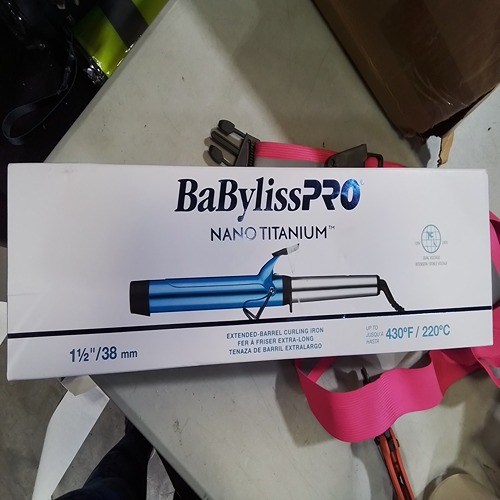 BaBylissPRO
NANO TITANIUM™
EXTENDED-BARREL CURLING IRON
FER À FRISER EXTRA-LONG
TENAZA DE BARRIL EXTRALARGO
1½"/38 mm
UP TO
JUSQU'À
HASTA
430°F / 220°C